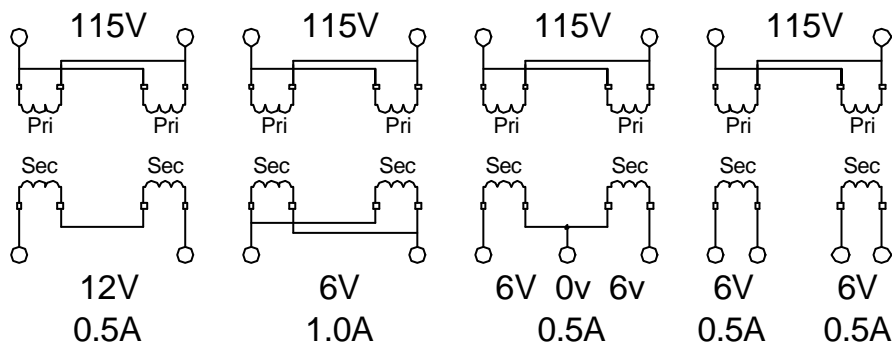 115V 115V 115V 115V
Pri Pri Pri Pri Pri Pri Pri Pri
Sec Sec Sec Sec Sec Sec Sec Sec
12V 6V 6V 0v 6v 6V 6V
0.5A 1.0A 0.5A 0.5A 0.5A